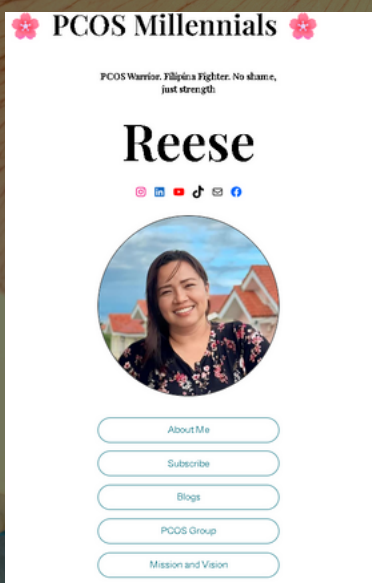 🌸 PCOS Millennials 🌸
PCOS Warrior. Filipina Fighter. No shame,
just strength
Reese
About Me
Subscribe
Blogs
PCOS Group
Mission and Vision